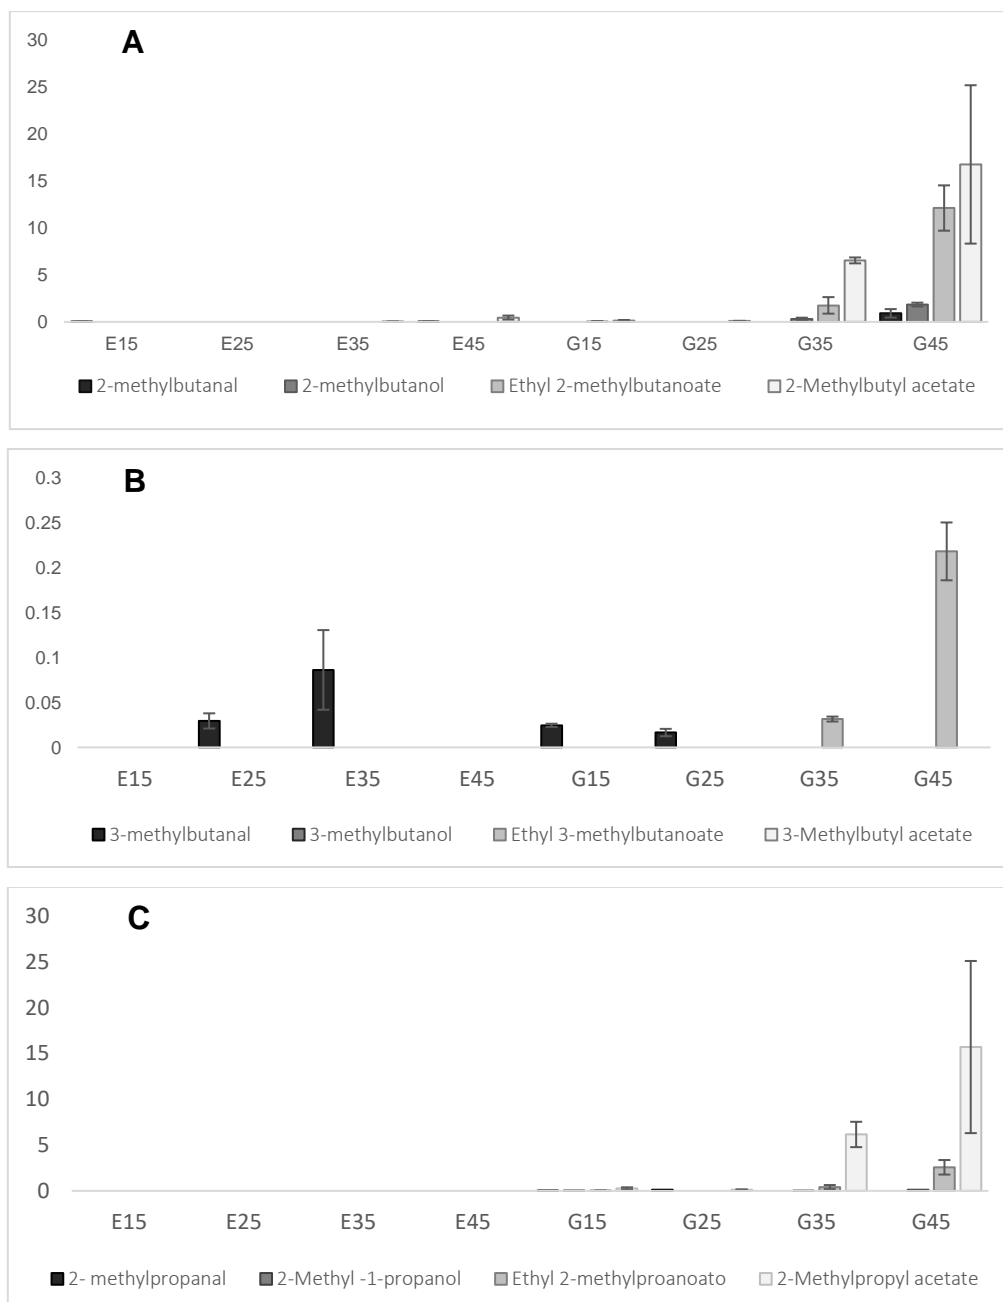 A
30
25
20
15
10
5
0
E15 E25 E35 E45 G15 G25 G35 G45
2-methylbutanal 2-methylbutanol Ethyl 2-methylbutanoate 2-Methylbutyl acetate
B
0.3
0.25
0.2
0.15
0.1
0.05
0
E15 E25 E35 E45 G15 G25 G35 G45
3-methylbutanal 3-methylbutanol Ethyl 3-methylbutanoate 3-Methylbutyl acetate
C
30
25
20
15
10
5
0
E15 E25 E35 E45 G15 G25 G35 G45
2- methylpropanal 2-Methyl -1-propanol Ethyl 2-methylproanoato 2-Methylpropyl acetate